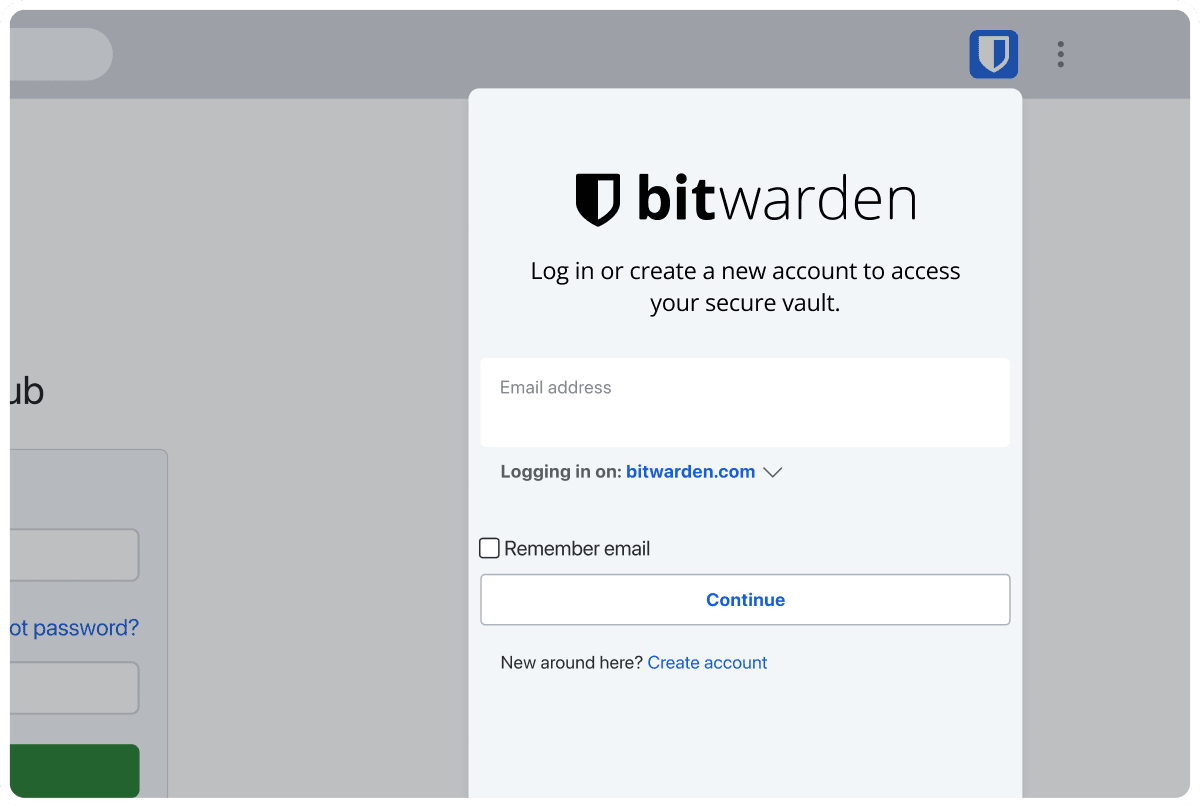 bitwarden
Log in or create a new account to access
your secure vault.
Email address
ub
Logging in on: bitwarden.com
Remember email
Continue
ot password?
New around here? Create account